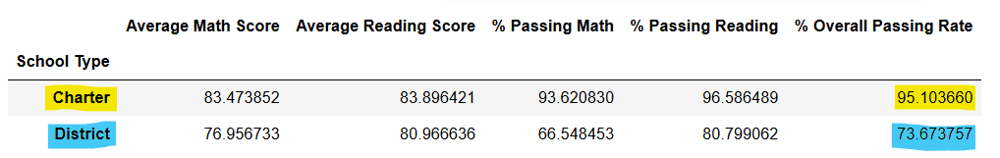 Average Math Score Average Reading Score % Passing Math % Passing Reading % Overall Passing Rate
School Type
Charter 83.473852 83.896421 93.620830 96.586489 95.103660
District 76.956733 80.966636 66.548453 80.799062 73.673757